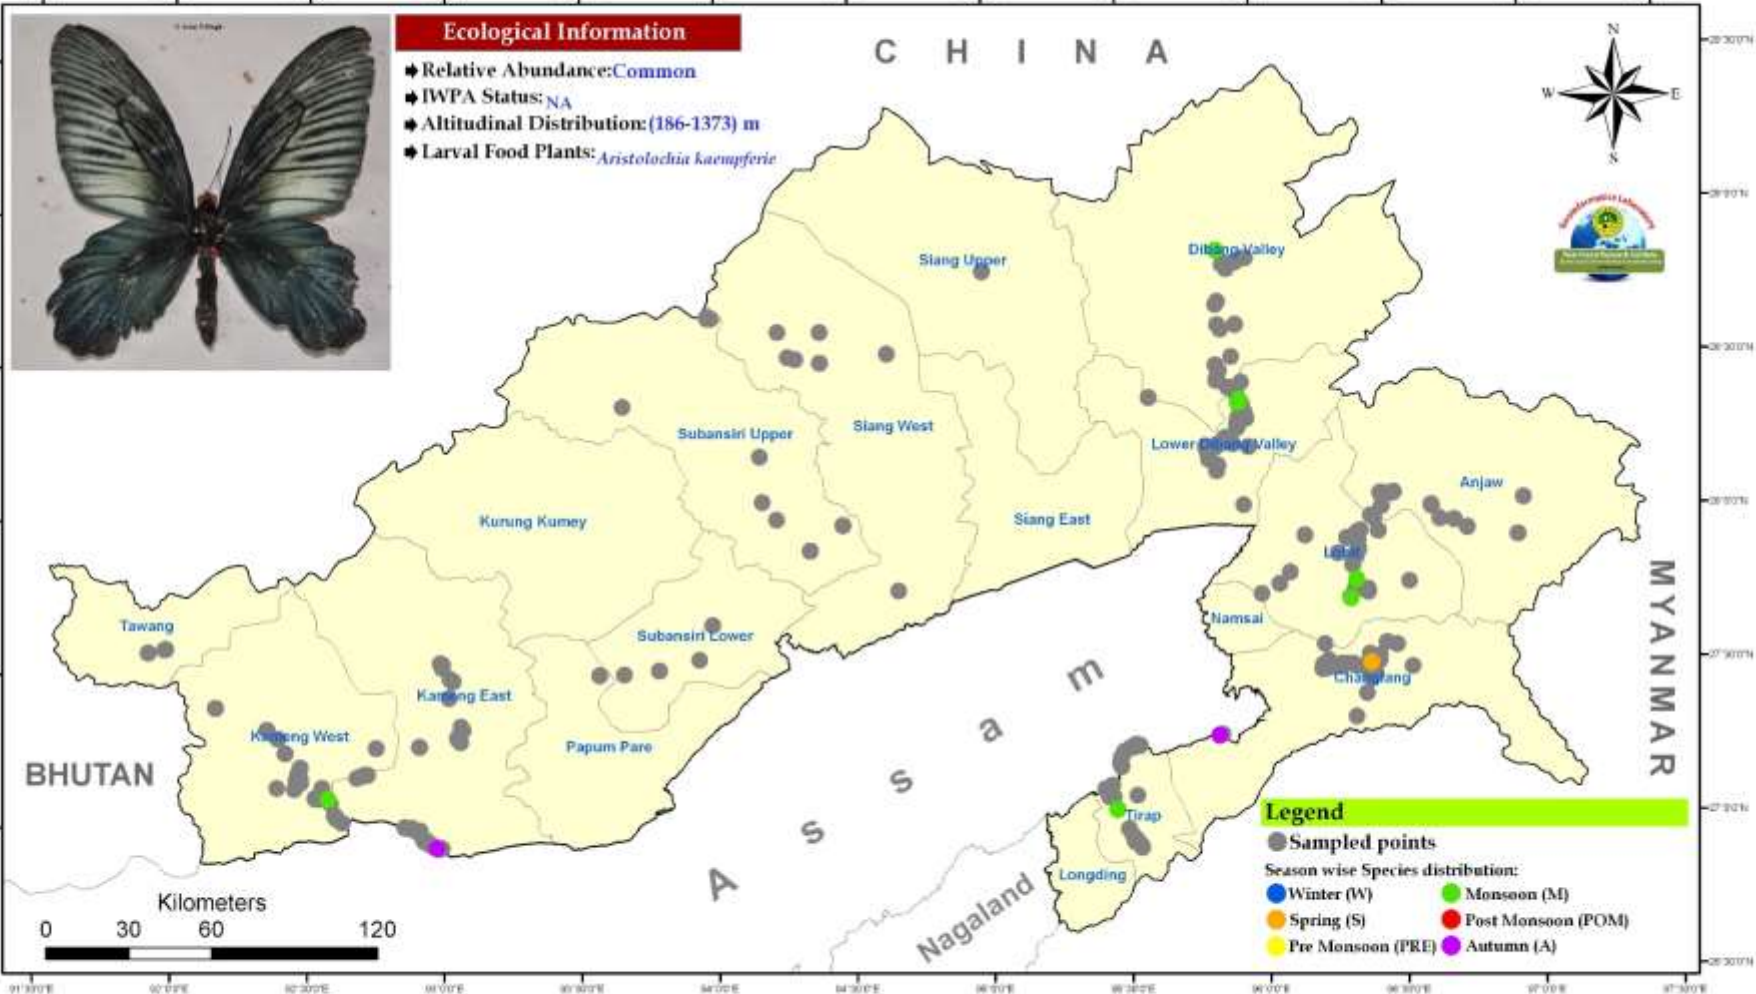 Ecological Information
Relative Abundance:Common
IWPA Status: NA
Altitudinal Distribution:(186-1373) m
Larval Food Plants: Aristolochia kaempferie
C H I N A
N
W E
S
Dibang Valley
Siang Upper
Siang West
Subansiri Upper
Lower Dibang Valley
Anjaw
Siang East
Kurung Kumey
Lohit
Namsai
Tawang
Subansiri Lower
Changlang
Kameng East
Kameng West
Papum Pare
BHUTAN
MYANMAR
Assam
Tirap
Longding
Nagaland
Kilometers
0 30 60 120
Legend
Sampled points
Season wise Species distribution:
Winter (W) Monsoon (M)
Spring (S) Post Monsoon (POM)
Pre Monsoon (PRE) Autumn (A)